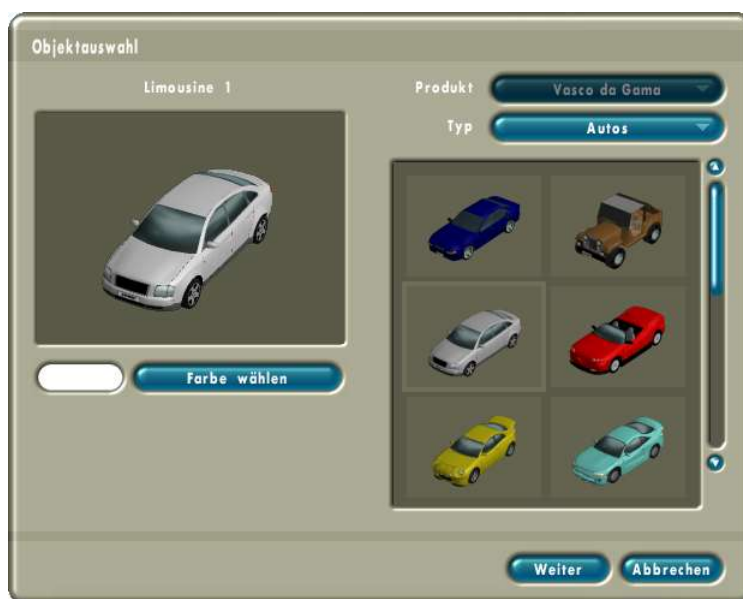 Objektauswahl
Limousine 1
Produkt
Vasco da Gama
Typ
Autos
Farbe wählen
Weiter
Abbrechen